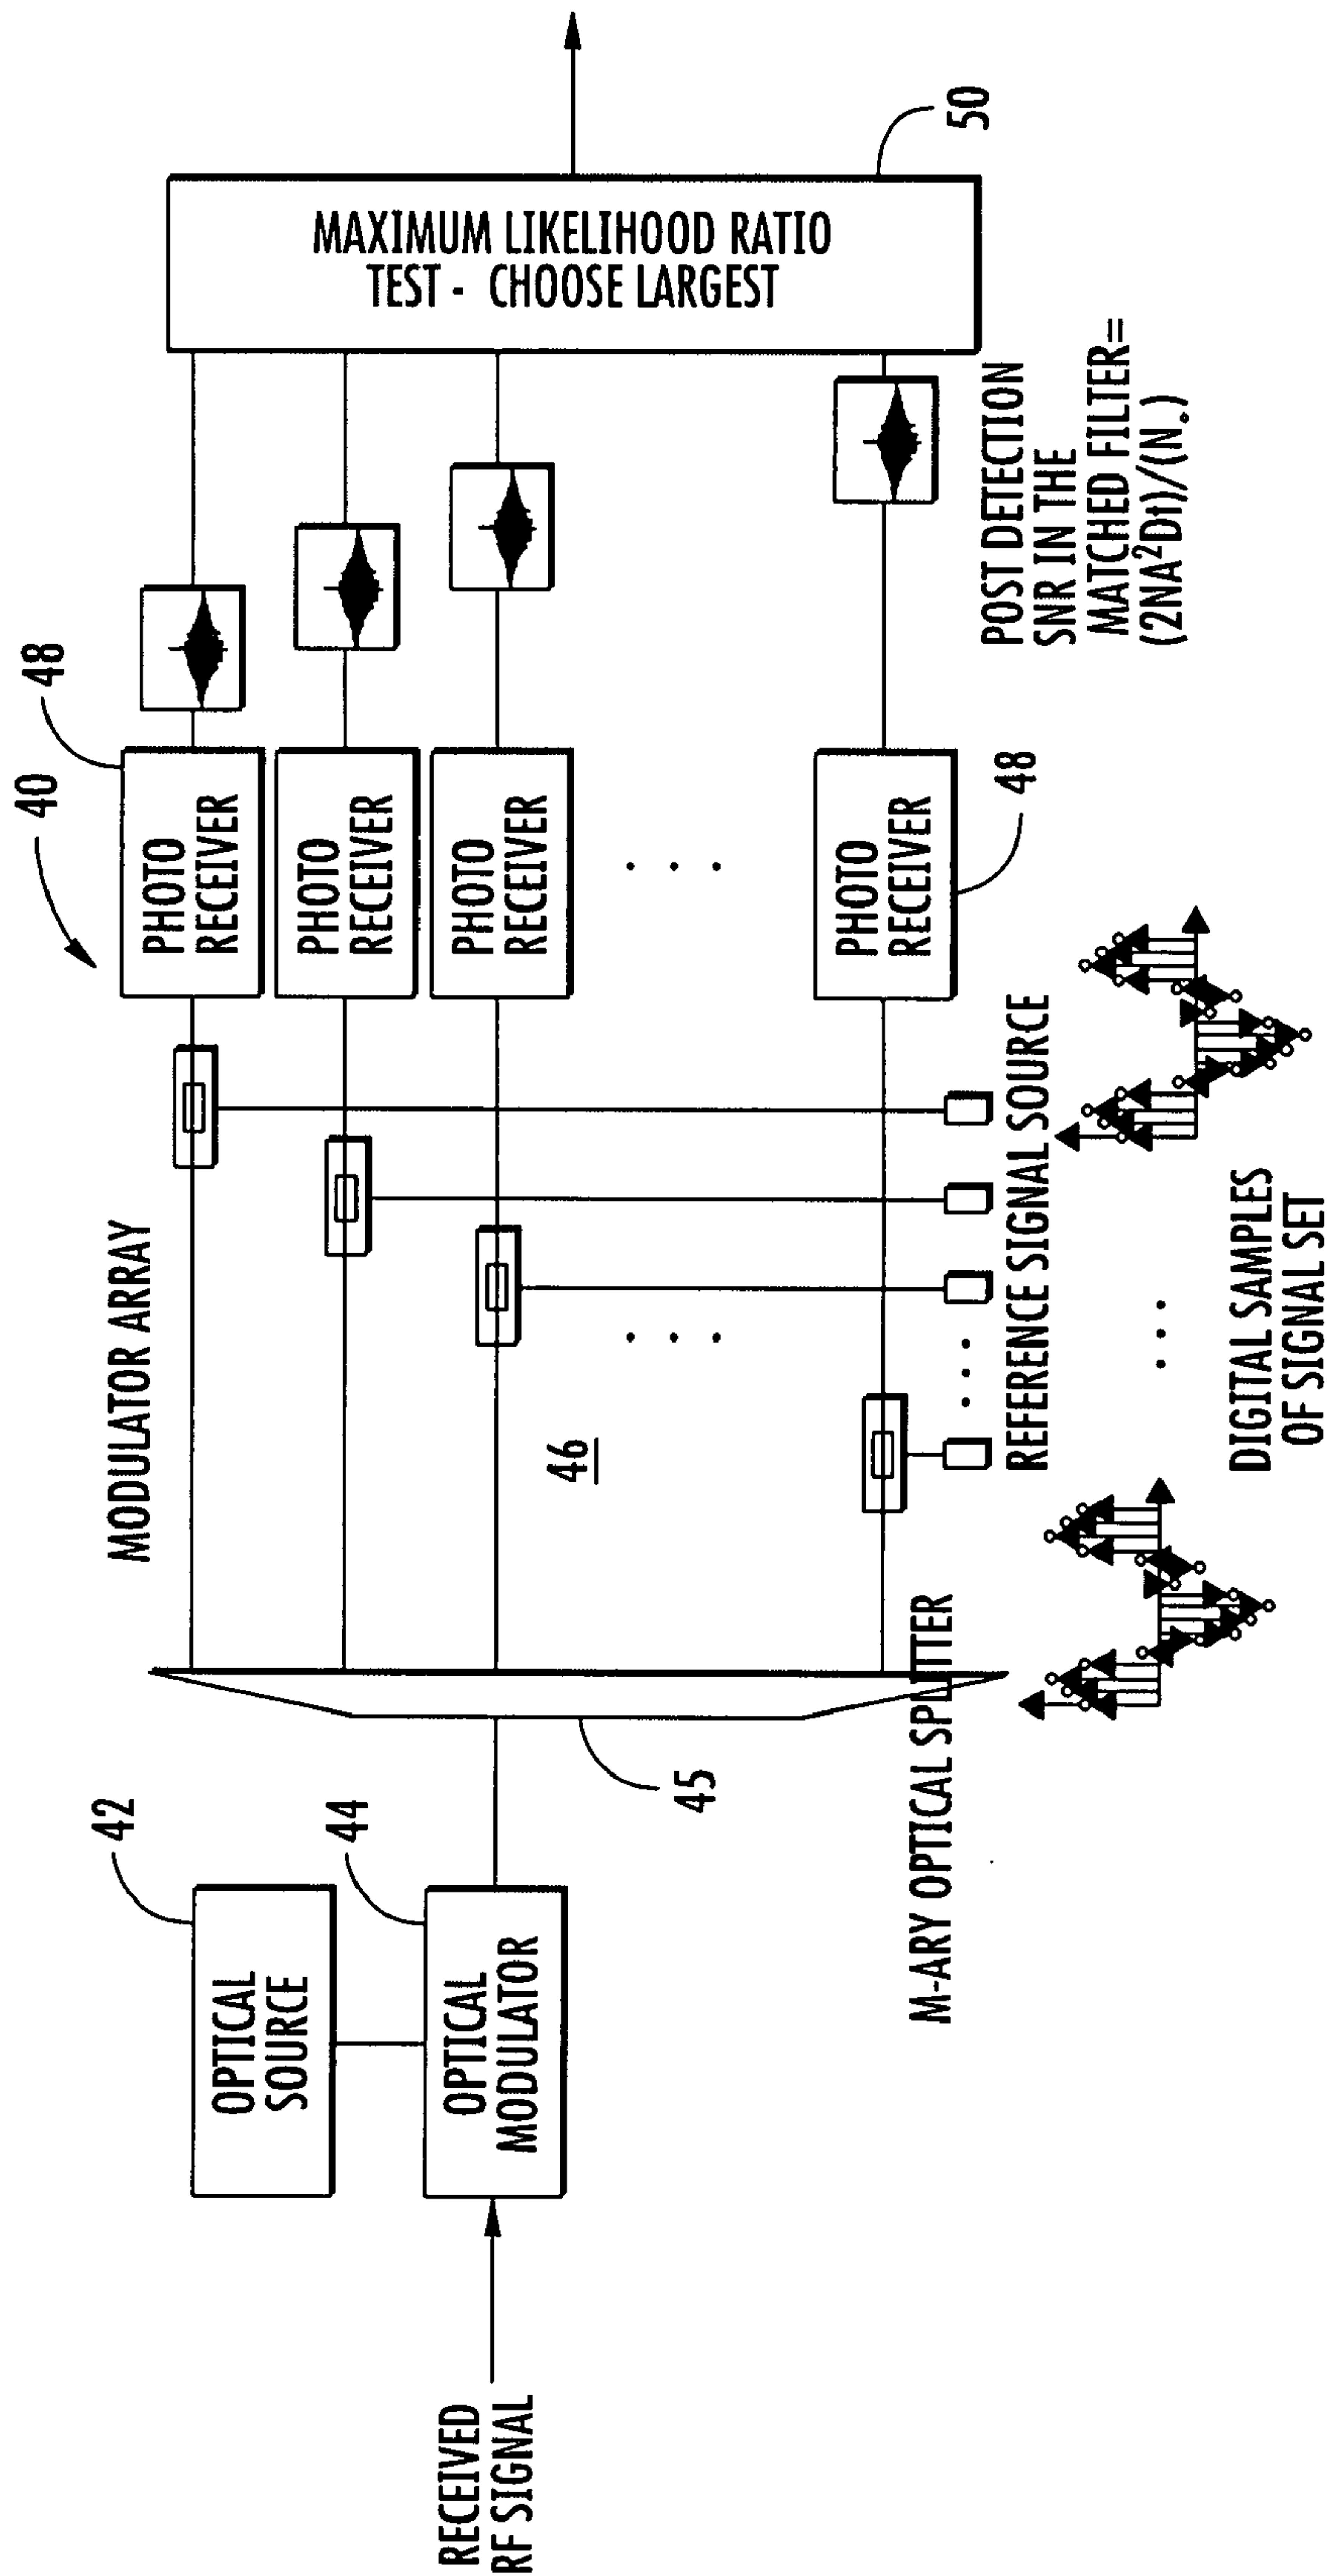 40
42
OPTICAL
SOURCE
44
OPTICAL
MODULATOR
RECEIVED
RF SIGNAL
45
M-ARY OPTICAL SPLITTER
MODULATOR ARRAY
46
48
PHOTO
RECEIVER
PHOTO
RECEIVER
PHOTO
RECEIVER
PHOTO
RECEIVER
48
REFERENCE SIGNAL SOURCE
DIGITAL SAMPLES
OF SIGNAL SET
MAXIMUM LIKELIHOOD RATIO
TEST - CHOOSE LARGEST
50
POST DETECTION
SNR IN THE
MATCHED FILTER=
(2NA²Dt)/(N₀)